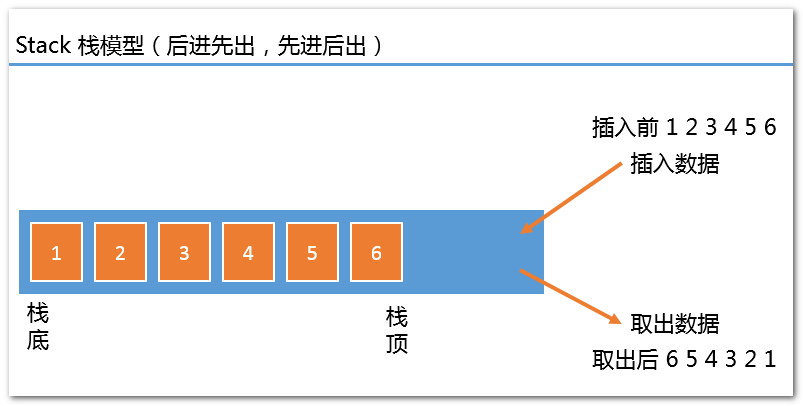 Stack 栈模型（后进先出，先进后出）
插入前 1 2 3 4 5 6
插入数据
1 2 3 4 5 6
栈底
栈顶
取出数据
取出后 6 5 4 3 2 1